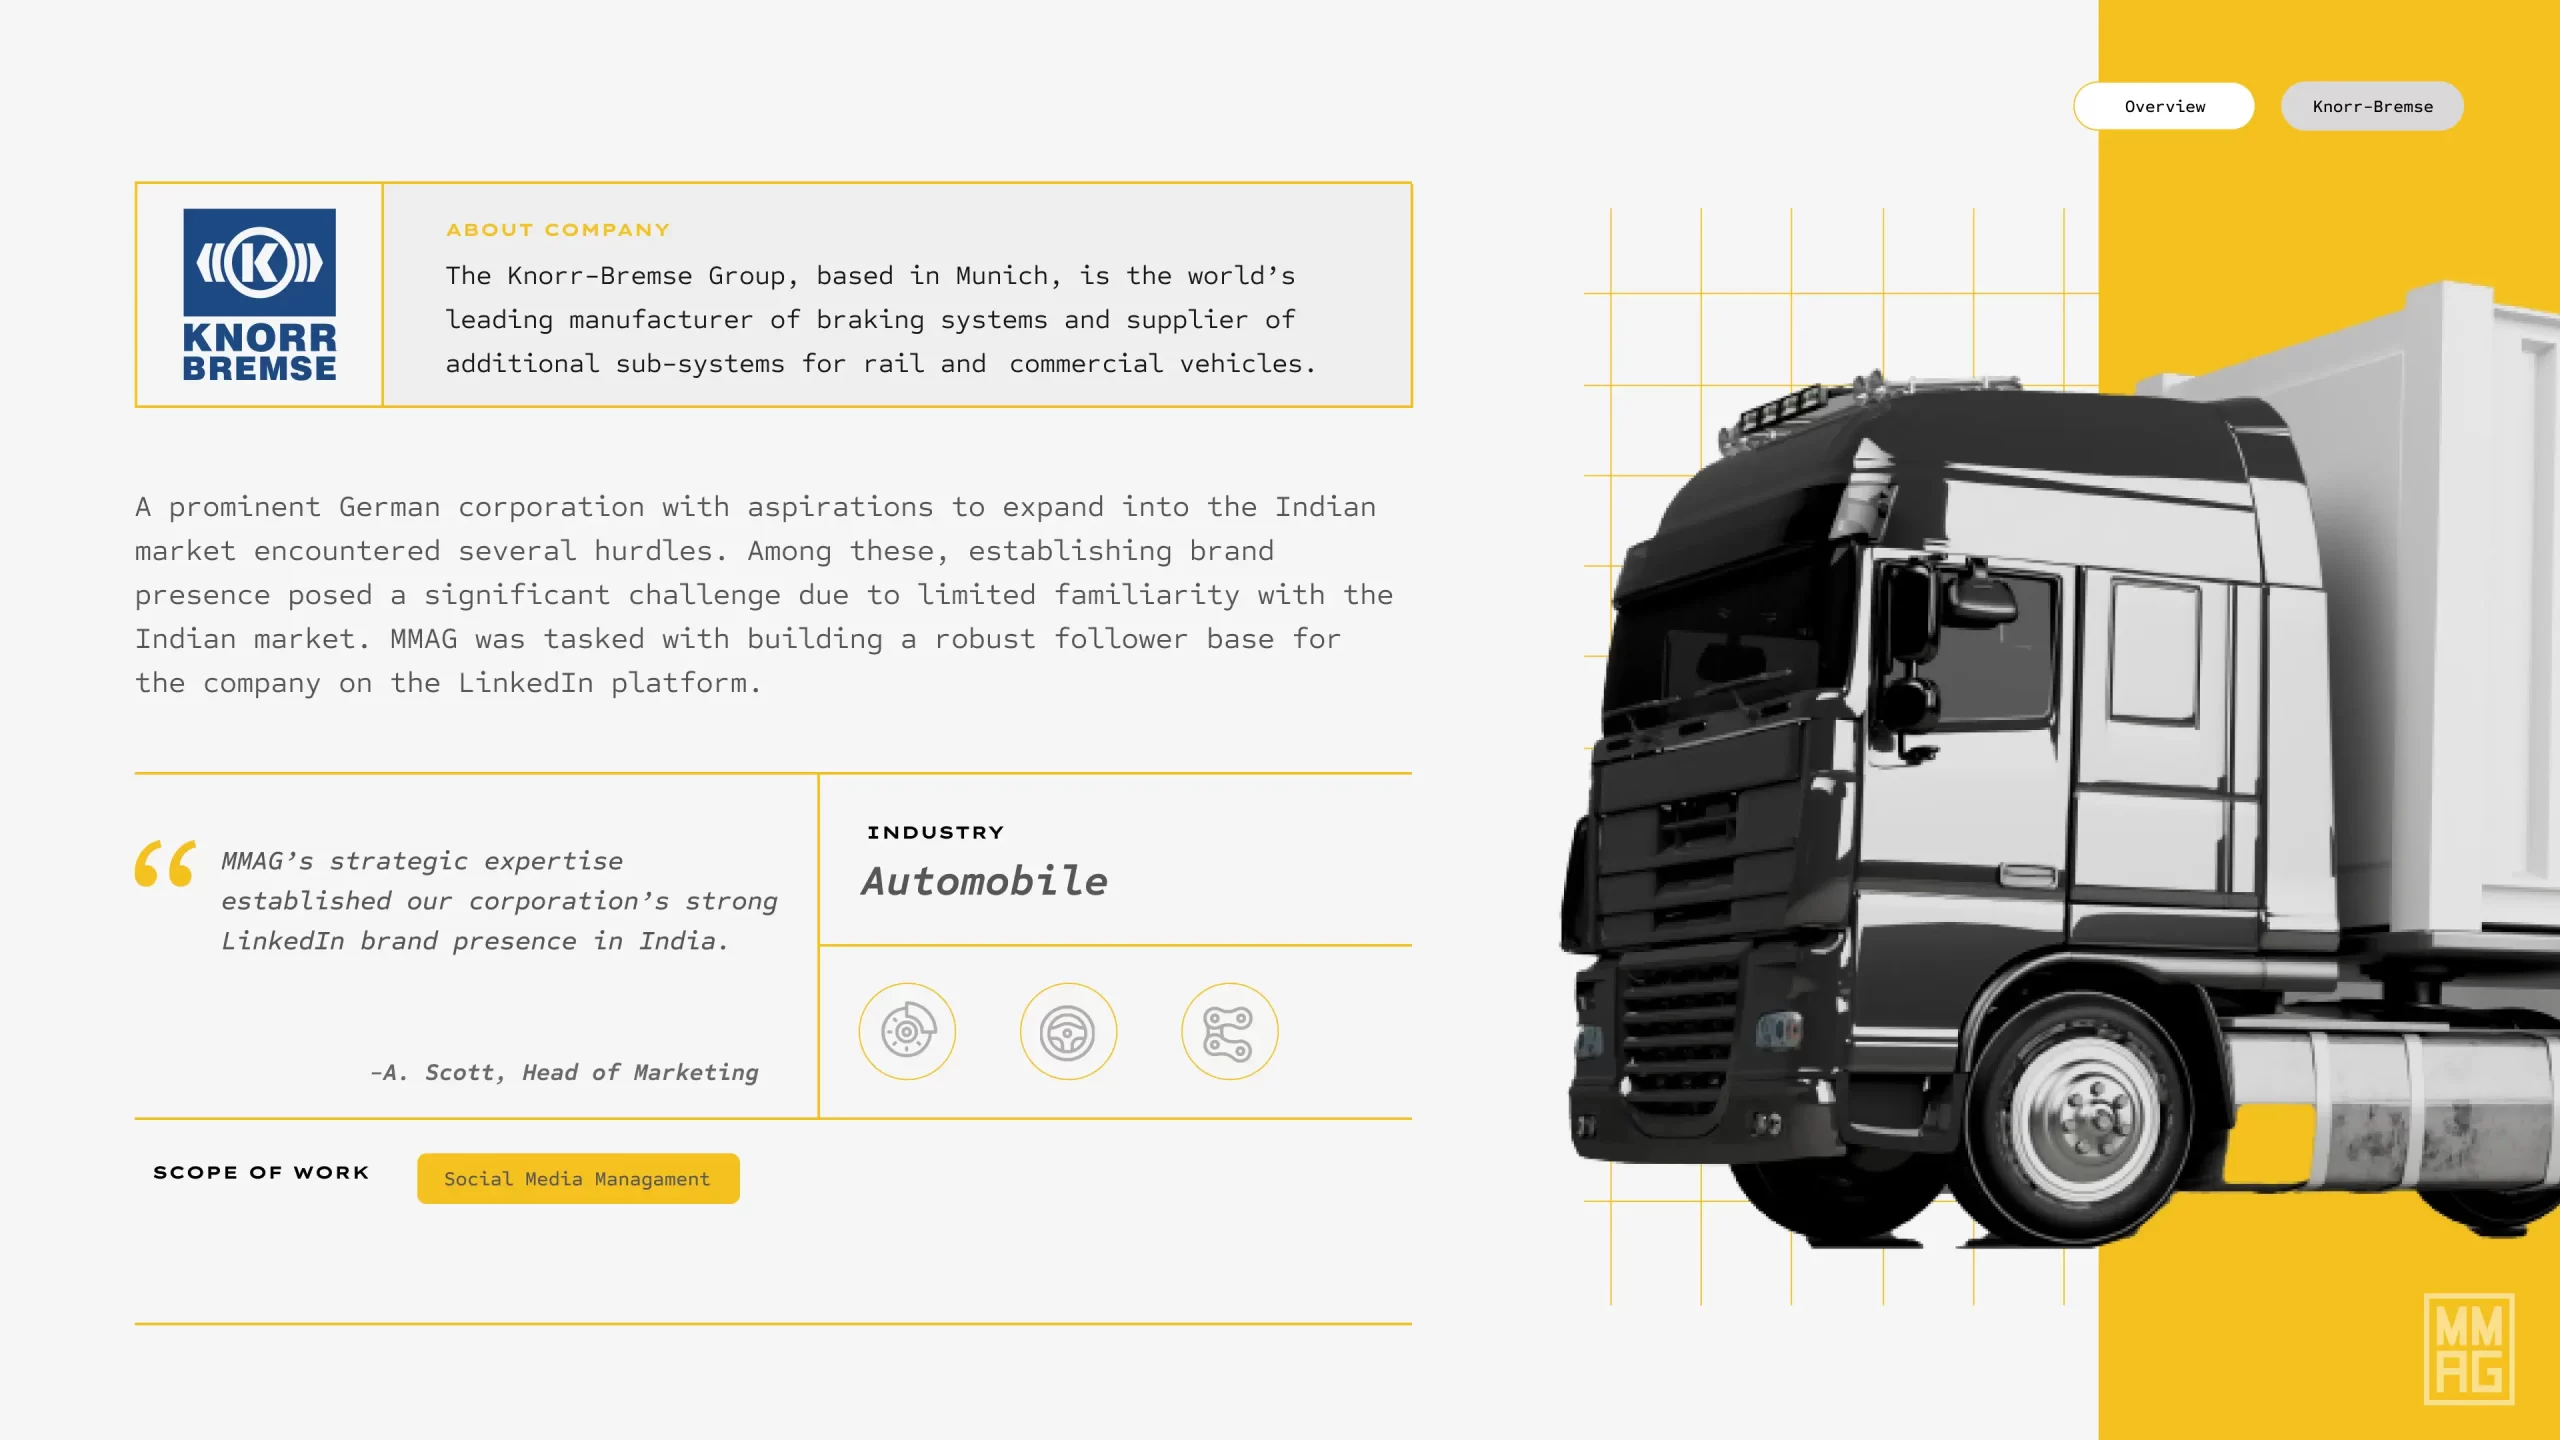 Overview
Knorr-Bremse
KNORR
BREMSE
ABOUT COMPANY
The Knorr-Bremse Group, based in Munich, is the world’s
leading manufacturer of braking systems and supplier of
additional sub-systems for rail and commercial vehicles.
A prominent German corporation with aspirations to expand into the Indian
market encountered several hurdles. Among these, establishing brand
presence posed a significant challenge due to limited familiarity with the
Indian market. MMAG was tasked with building a robust follower base for
the company on the LinkedIn platform.
“ MMAG’s strategic expertise
established our corporation’s strong
LinkedIn brand presence in India.
-A. Scott, Head of Marketing
INDUSTRY
Automobile
SCOPE OF WORK
Social Media Managament
MM
AG